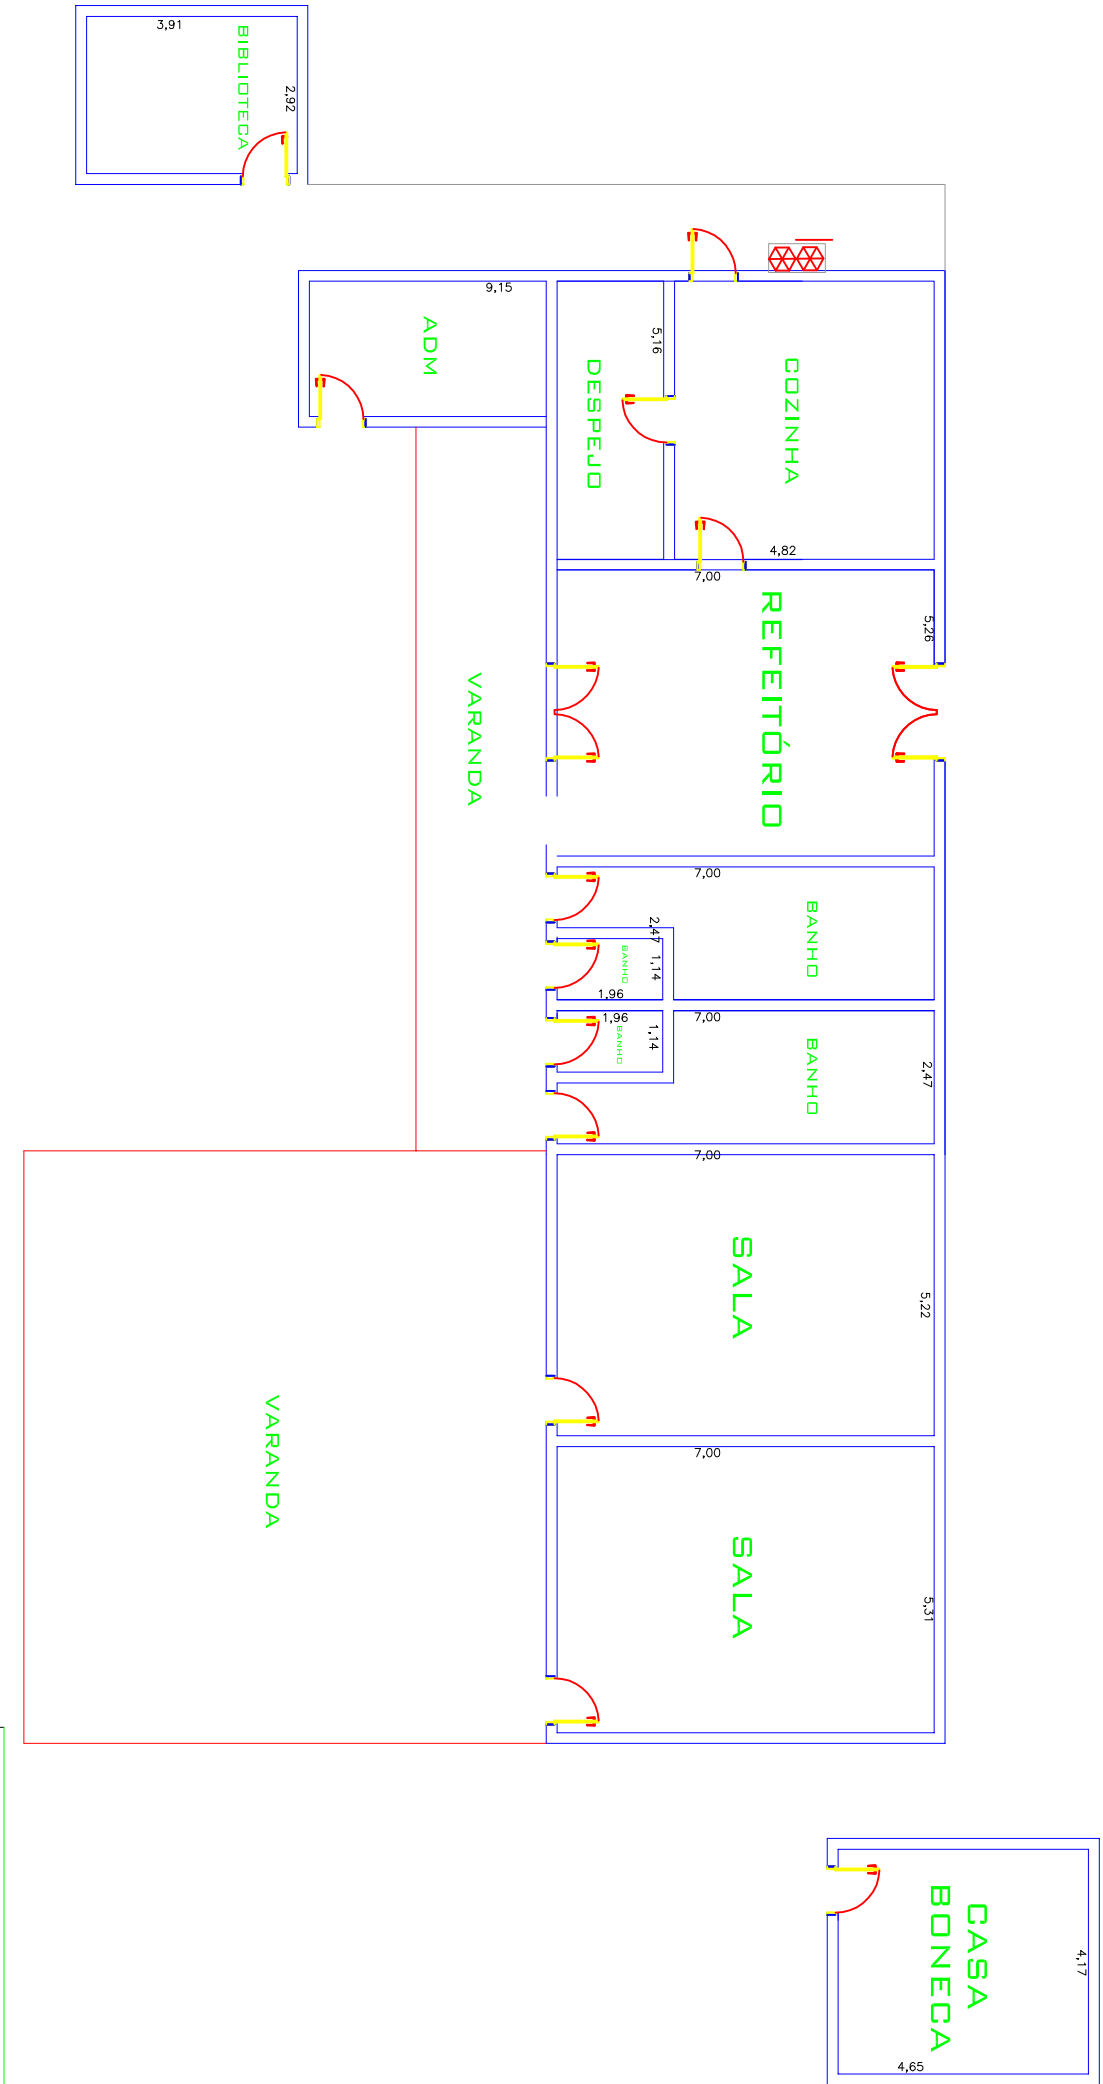 3,91
BIBLIOTECA
2,92
9,15
ADM
5,16
DESPEJO
COZINHA
4,82
7,00
REFEITÓRIO
5,26
VARANDA
7,00
BANHO
2,47
BANHO
1,14
1,96
1,96
7,00
BANHO
1,14
BANHO
2,47
7,00
SALA
5,22
VARANDA
7,00
SALA
5,31
CASA
BONECA
4,17
4,65